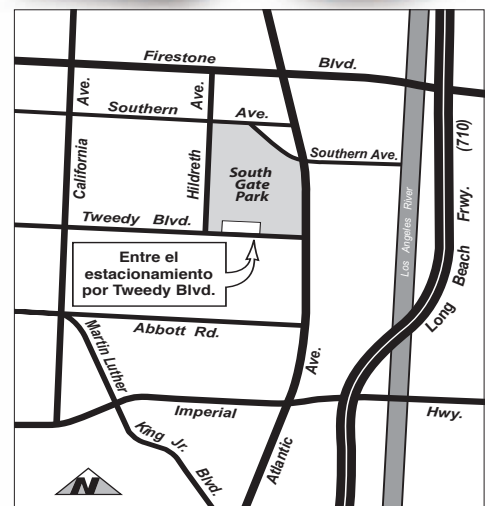 Firestone Blvd.
Ave.
Ave.
Southern Ave.
(710)
California
Hildreth
South
Gate
Park
Southern Ave.
Los Angeles River
Tweedy Blvd.
Long Beach Frwy.
Entre el
estacionamiento
por Tweedy Blvd.
Abbott Rd.
Martin Luther King Jr. Blvd.
Atlantic Ave.
Imperial Hwy.
N